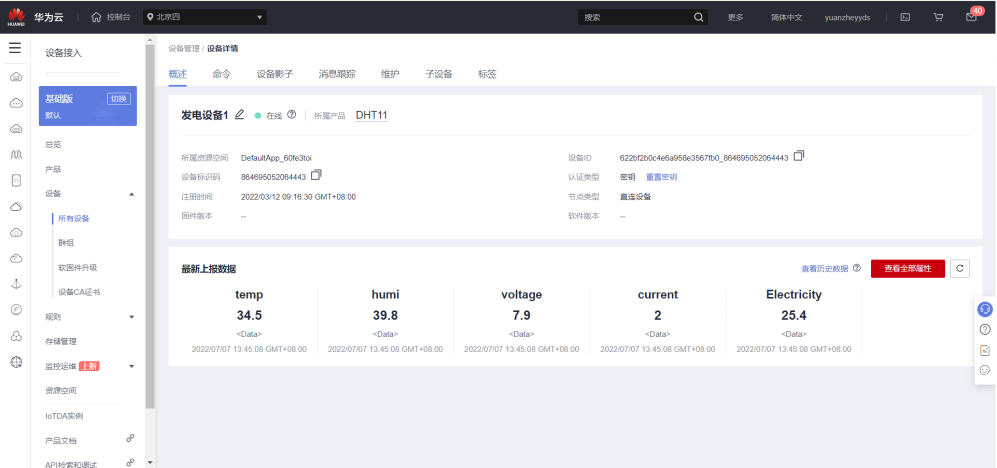 HUAWEI 华为云 控制台 北京四 搜索 更多 简体中文 yuanzheyyds 40
设备接入
基础版 切换
默认
总览
产品
设备
所有设备
群组
软固件升级
设备CA证书
规则
存储管理
监控运维 上新
资源空间
IoTDA实例
产品文档
API检索和调试
设备管理 / 设备详情
概述 命令 设备影子 消息跟踪 维护 子设备 标签
发电设备1 在线 所属产品 DHT11
所属资源空间 DefaultApp_60fe3toi 设备ID 622bf2b0c4e6a958e3567fb0_864695052064443
设备标识码 864695052064443 认证类型 密钥 重置密钥
注册时间 2022/03/12 09:16:30 GMT+08:00 节点类型 直连设备
固件版本 -- 软件版本 --
最新上报数据 查看历史数据 查看全部属性
temp humi voltage current Electricity
34.5 39.8 7.9 2 25.4
<Data> <Data> <Data> <Data> <Data>
2022/07/07 13:45:08 GMT+08:00 2022/07/07 13:45:08 GMT+08:00 2022/07/07 13:45:08 GMT+08:00 2022/07/07 13:45:08 GMT+08:00 2022/07/07 13:45:08 GMT+08:00